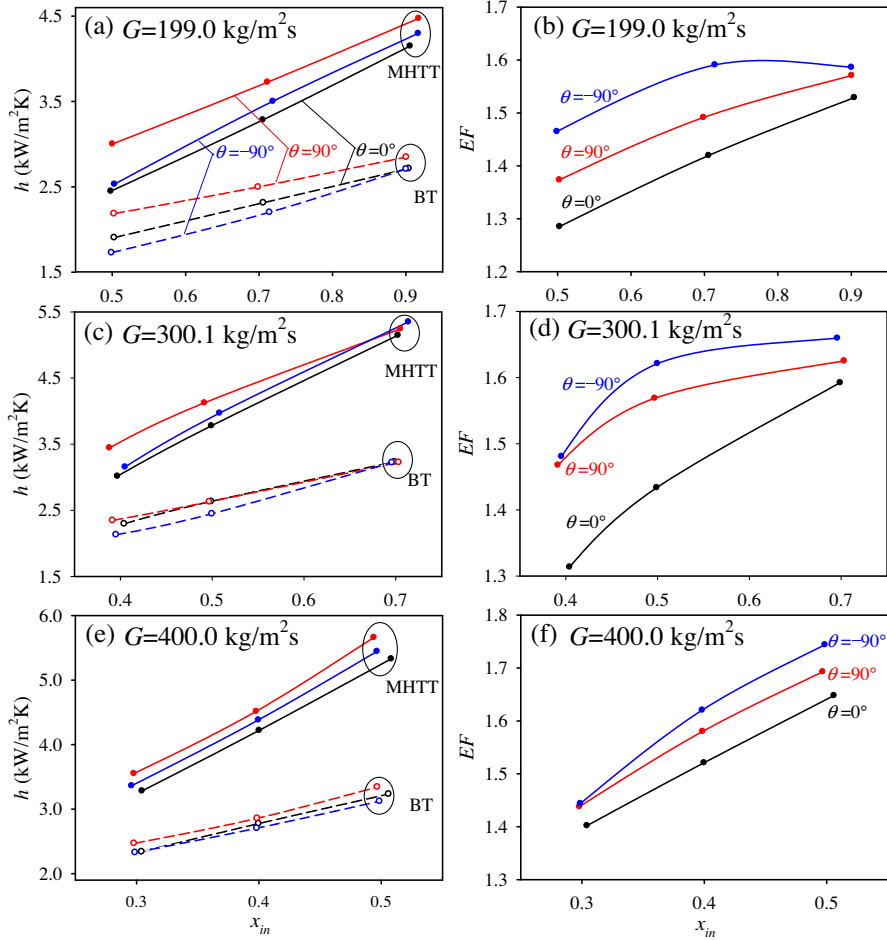 (a) G=199.0 kg/m²s
h (kW/m²K)
4.5
3.5
2.5
1.5
MHTT
θ=−90°
θ=90°
θ=0°
BT
0.5 0.6 0.7 0.8 0.9
(b) G=199.0 kg/m²s
EF
1.7
1.6
1.5
1.4
1.3
1.2
θ=−90°
θ=90°
θ=0°
0.5 0.6 0.7 0.8 0.9
(c) G=300.1 kg/m²s
h (kW/m²K)
5.5
4.5
3.5
2.5
1.5
MHTT
BT
0.4 0.5 0.6 0.7
(d) G=300.1 kg/m²s
EF
1.7
1.6
1.5
1.4
1.3
θ=−90°
θ=90°
θ=0°
0.4 0.5 0.6 0.7
(e) G=400.0 kg/m²s
h (kW/m²K)
6.0
5.0
4.0
3.0
2.0
MHTT
BT
0.3 0.4 0.5
x_in
(f) G=400.0 kg/m²s
EF
1.8
1.7
1.6
1.5
1.4
1.3
θ=−90°
θ=90°
θ=0°
0.3 0.4 0.5
x_in